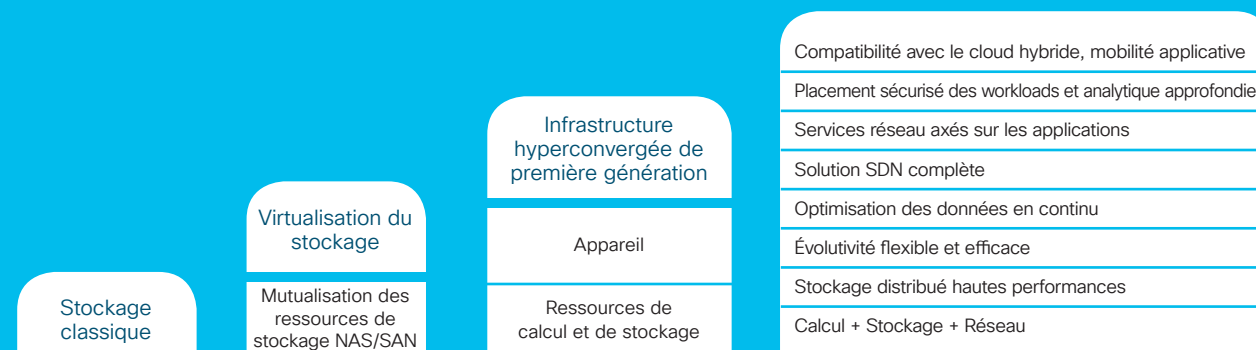 Stockage
classique
Virtualisation du
stockage
Mutualisation des
ressources de
stockage NAS/SAN
Infrastructure
hyperconvergée de
première génération
Appareil
Ressources de
calcul et de stockage
Compatibilité avec le cloud hybride, mobilité applicative
Placement sécurisé des workloads et analytique approfondie
Services réseau axés sur les applications
Solution SDN complète
Optimisation des données en continu
Évolutivité flexible et efficace
Stockage distribué hautes performances
Calcul + Stockage + Réseau